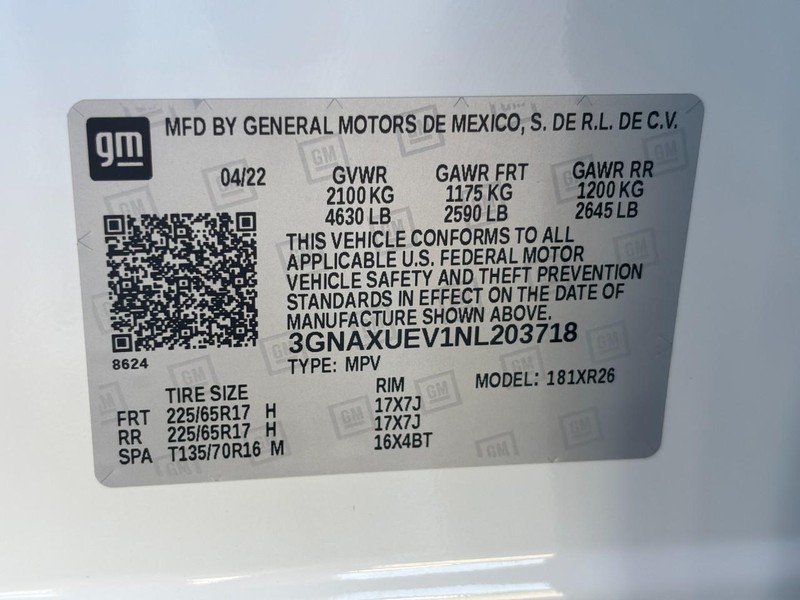 gm
MFD BY GENERAL MOTORS DE MEXICO, S. DE R.L. DE C.V.
04/22 GVWR GAWR FRT GAWR RR
2100 KG 1175 KG 1200 KG
4630 LB 2590 LB 2645 LB
THIS VEHICLE CONFORMS TO ALL
APPLICABLE U.S. FEDERAL MOTOR
VEHICLE SAFETY AND THEFT PREVENTION
STANDARDS IN EFFECT ON THE DATE OF
MANUFACTURE SHOWN ABOVE.
3GNAXUEV1NL203718
8624
TYPE: MPV
TIRE SIZE RIM MODEL: 181XR26
FRT 225/65R17 H 17X7J
RR 225/65R17 H 17X7J
SPA T135/70R16 M 16X4BT